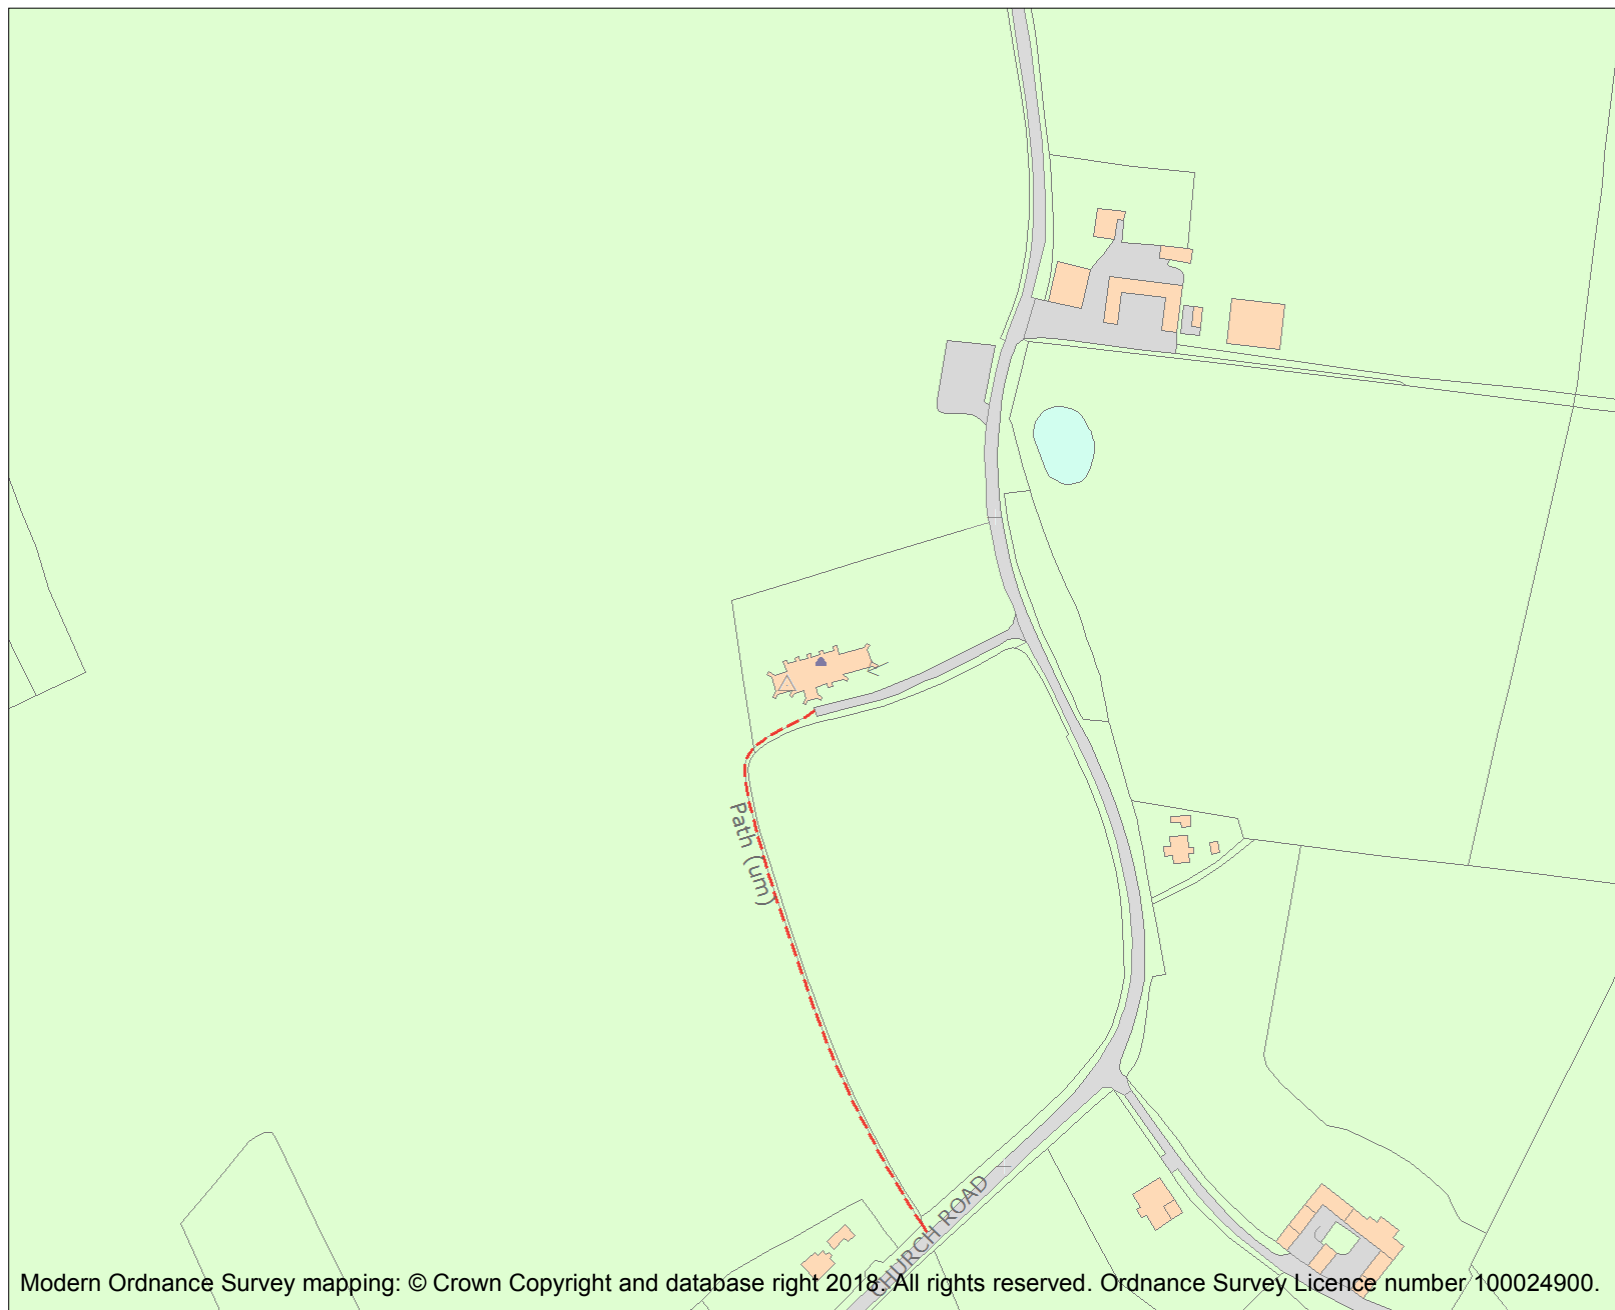 Path (um)
CHURCH ROAD
Modern Ordnance Survey mapping: © Crown Copyright and database right 2018. All rights reserved. Ordnance Survey Licence number 100024900.